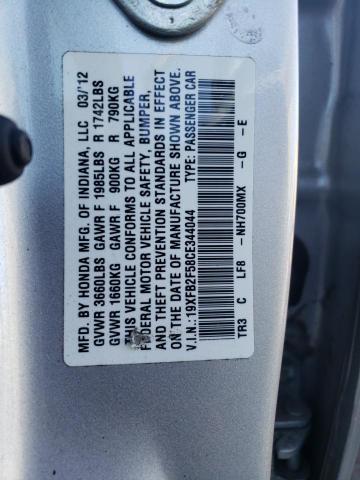 MFD. BY HONDA MFG. OF INDIANA, LLC 03/12
GVWR 3660LBS GAWR F 1985LBS R 1742LBS
GVWR 1660KG GAWR F 900KG R 790KG
THIS VEHICLE CONFORMS TO ALL APPLICABLE
FEDERAL MOTOR VEHICLE SAFETY, BUMPER,
AND THEFT PREVENTION STANDARDS IN EFFECT
ON THE DATE OF MANUFACTURE SHOWN ABOVE.
V.I.N.:19XFB2F58CE344044 TYPE: PASSENGER CAR
TR3 C LF8 -NH700MX -G -E